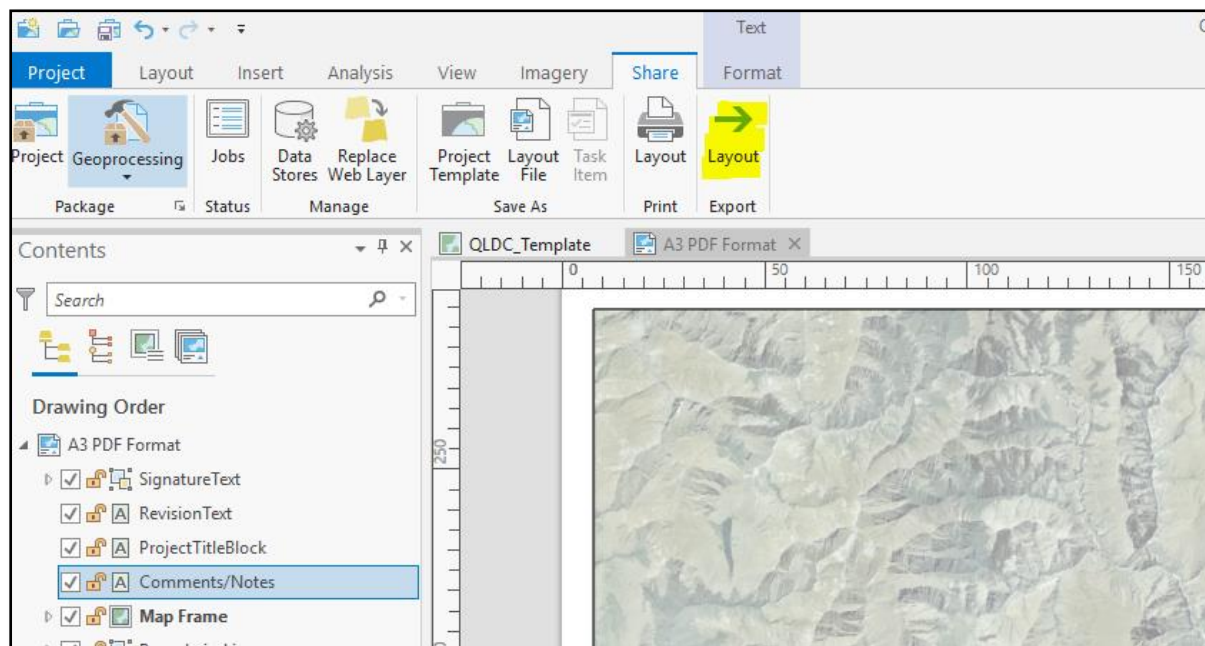 Text
Project Layout Insert Analysis View Imagery Share Format
Project Geoprocessing Jobs Data Stores Replace Web Layer Project Template Layout File Task Item Layout Layout
Package Status Manage Save As Print Export
Contents
QLDC_Template A3 PDF Format
0 50 100 150
Search
Drawing Order
A3 PDF Format
250
SignatureText
A RevisionText
A ProjectTitleBlock
A Comments/Notes
Map Frame